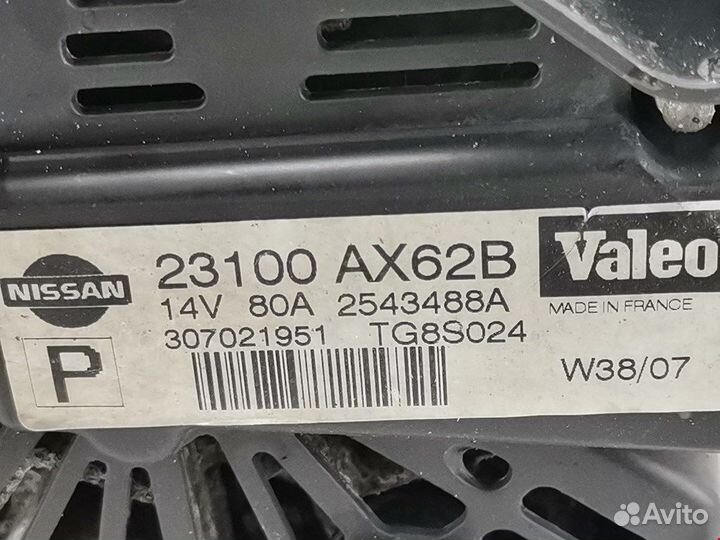 NISSAN
23100 AX62B
14V 80A 2543488A
307021951 TG8S024
P
Valeo
MADE IN FRANCE
W38/07
Avito